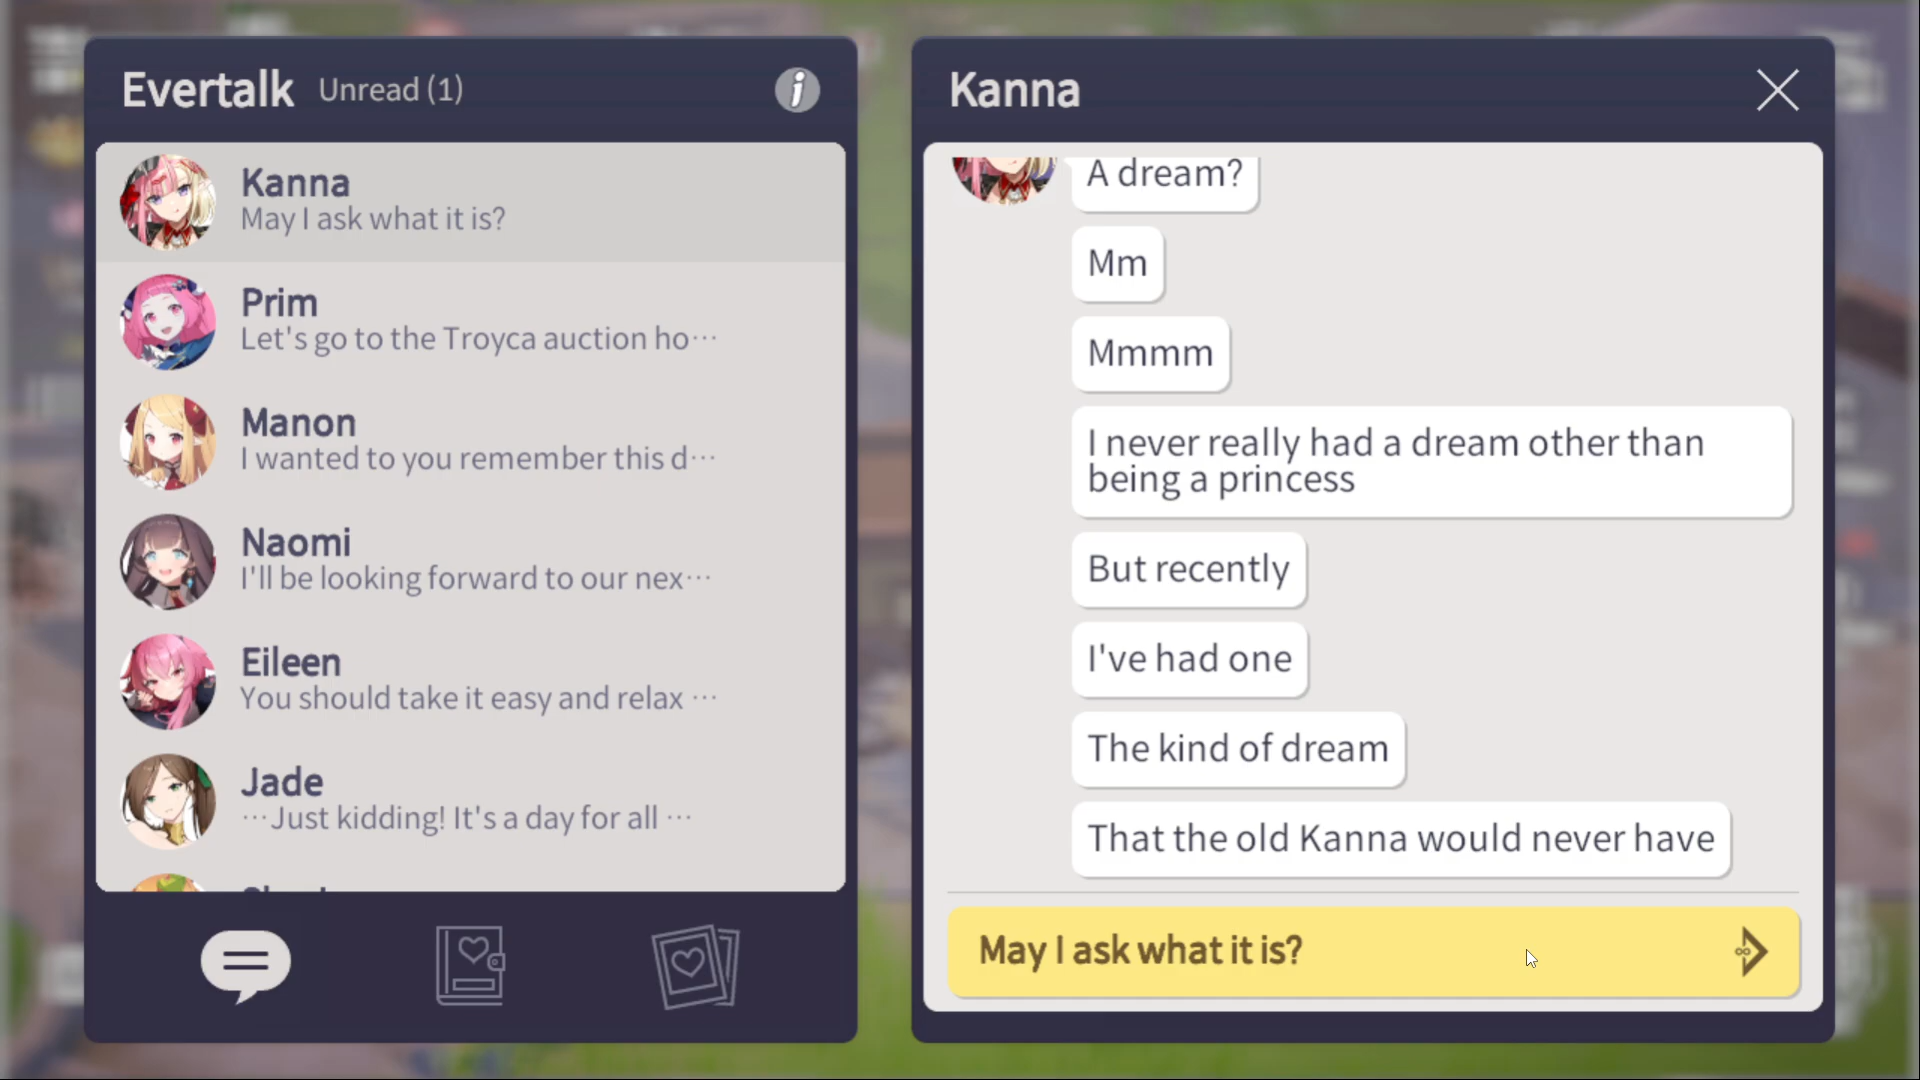 Evertalk Unread (1)
Kanna
May I ask what it is?
Prim
Let's go to the Troyca auction ho···
Manon
I wanted to you remember this d···
Naomi
I'll be looking forward to our nex···
Eileen
You should take it easy and relax ···
Jade
···Just kidding! It's a day for all ···
Kanna
A dream?
Mm
Mmmm
I never really had a dream other than
being a princess
But recently
I've had one
The kind of dream
That the old Kanna would never have
May I ask what it is?